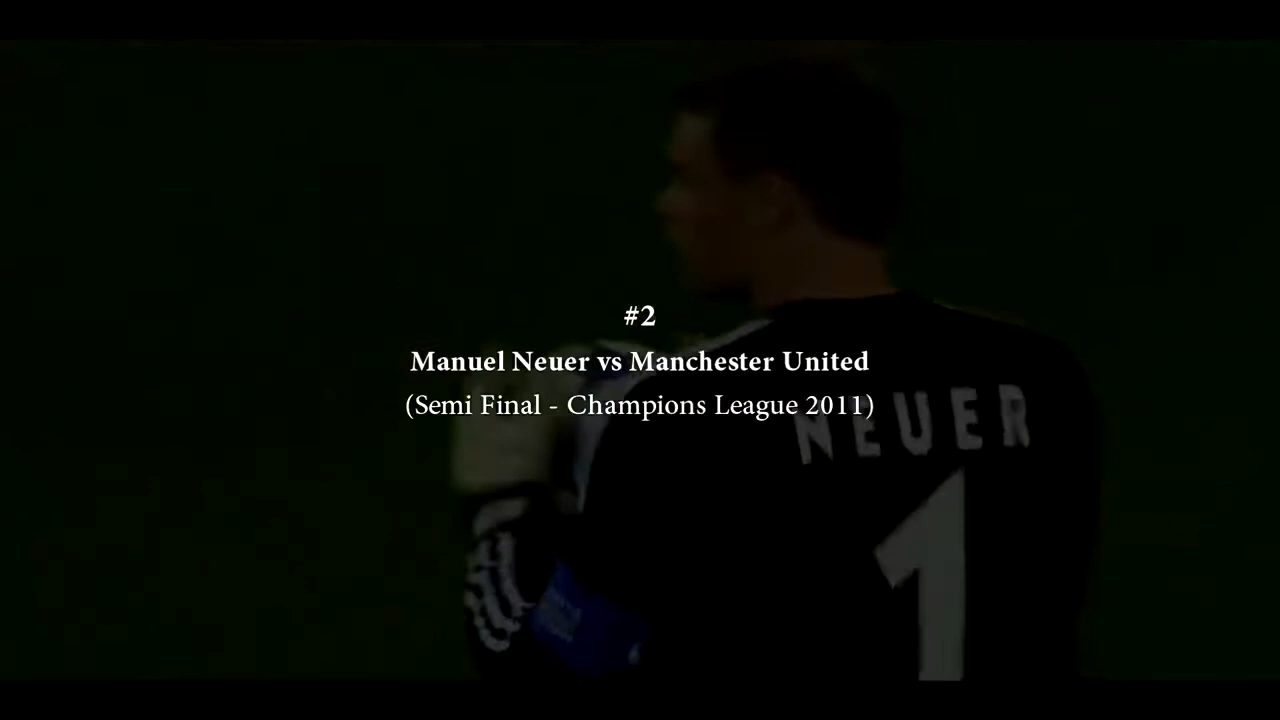 #2
Manuel Neuer vs Manchester United
(Semi Final - Champions League 2011)
NEUER
1